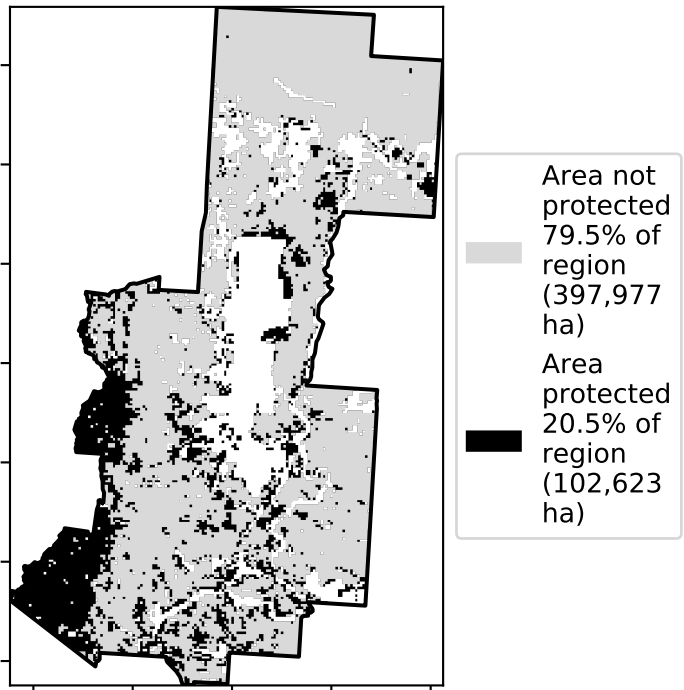 Area not
protected
79.5% of
region
(397,977
ha)
Area
protected
20.5% of
region
(102,623
ha)